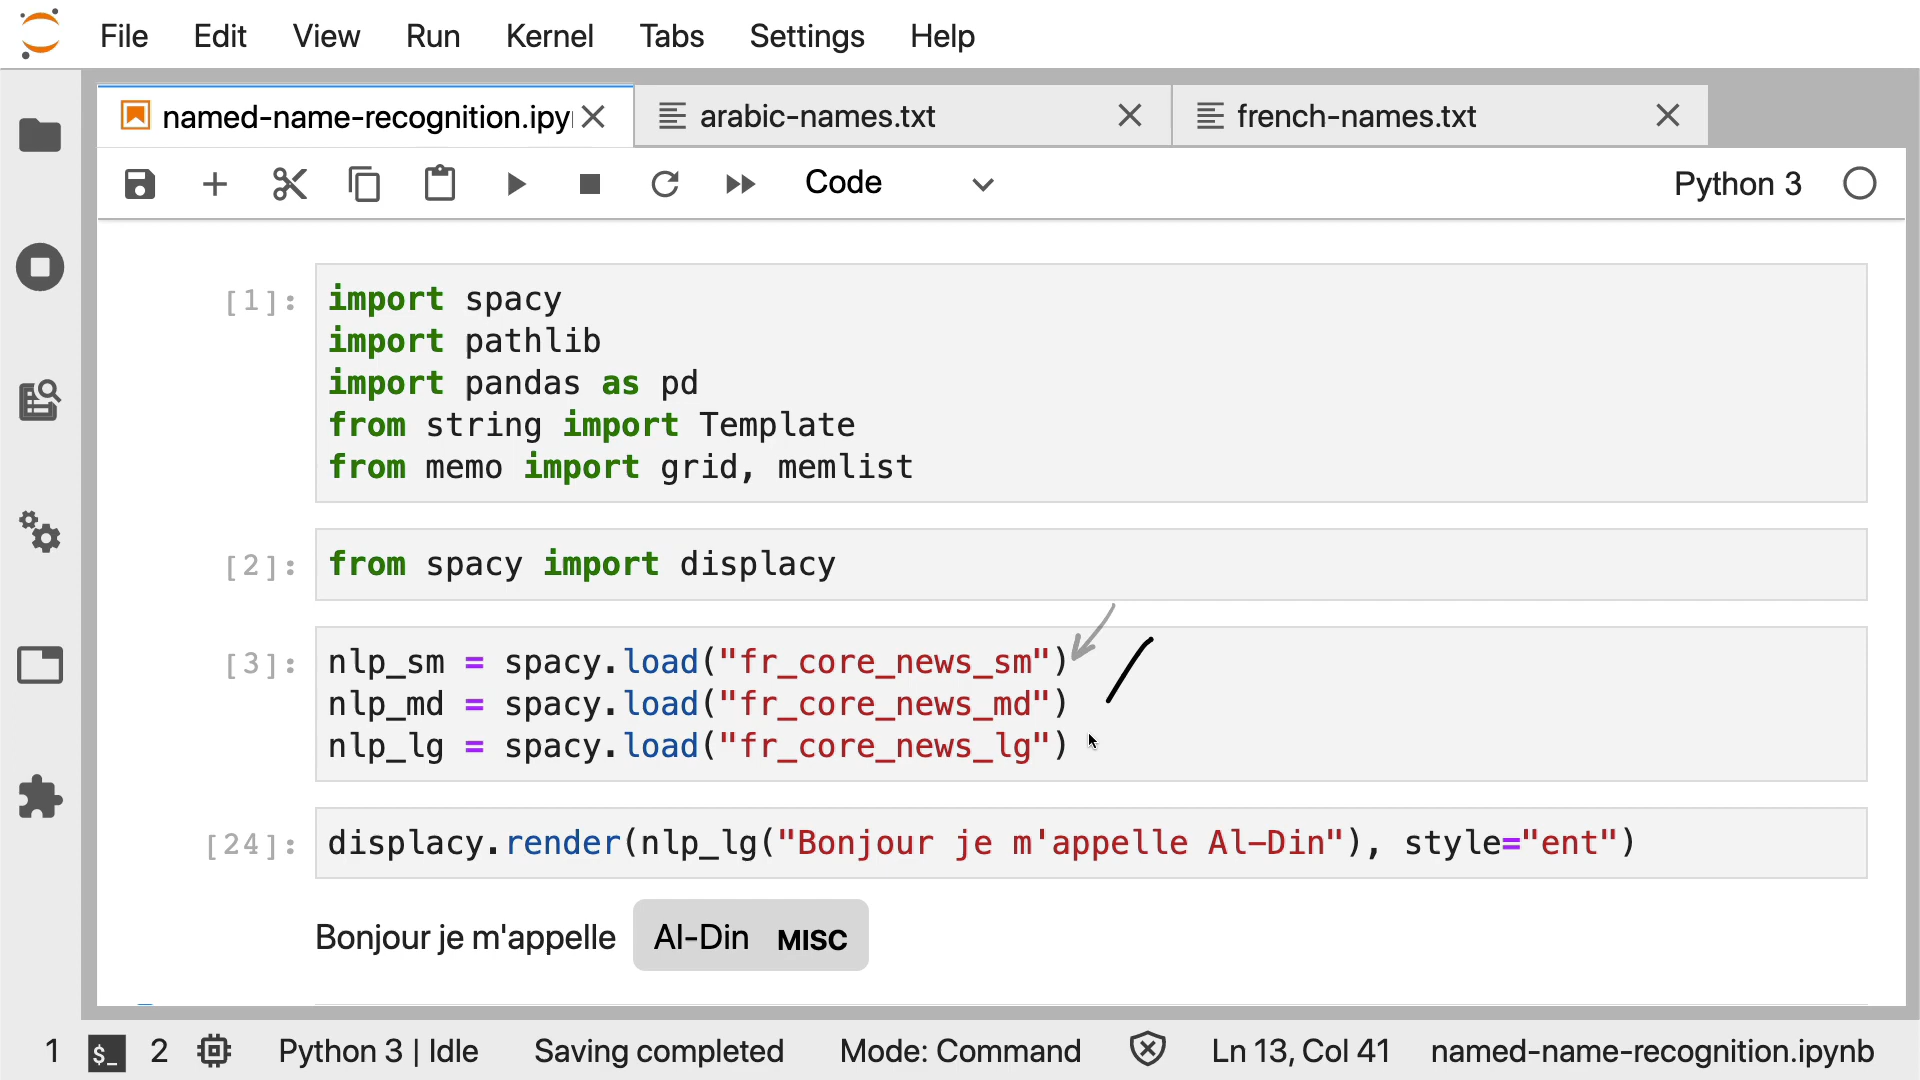 File Edit View Run Kernel Tabs Settings Help
named-name-recognition.ipyn arabic-names.txt french-names.txt
Code Python 3
[1]: import spacy
import pathlib
import pandas as pd
from string import Template
from memo import grid, memlist
[2]: from spacy import displacy
[3]: nlp_sm = spacy.load("fr_core_news_sm")
nlp_md = spacy.load("fr_core_news_md")
nlp_lg = spacy.load("fr_core_news_lg")
[24]: displacy.render(nlp_lg("Bonjour je m'appelle Al-Din"), style="ent")
Bonjour je m'appelle Al-Din MISC
1 $_ 2 Python 3 | Idle Saving completed Mode: Command Ln 13, Col 41 named-name-recognition.ipynb